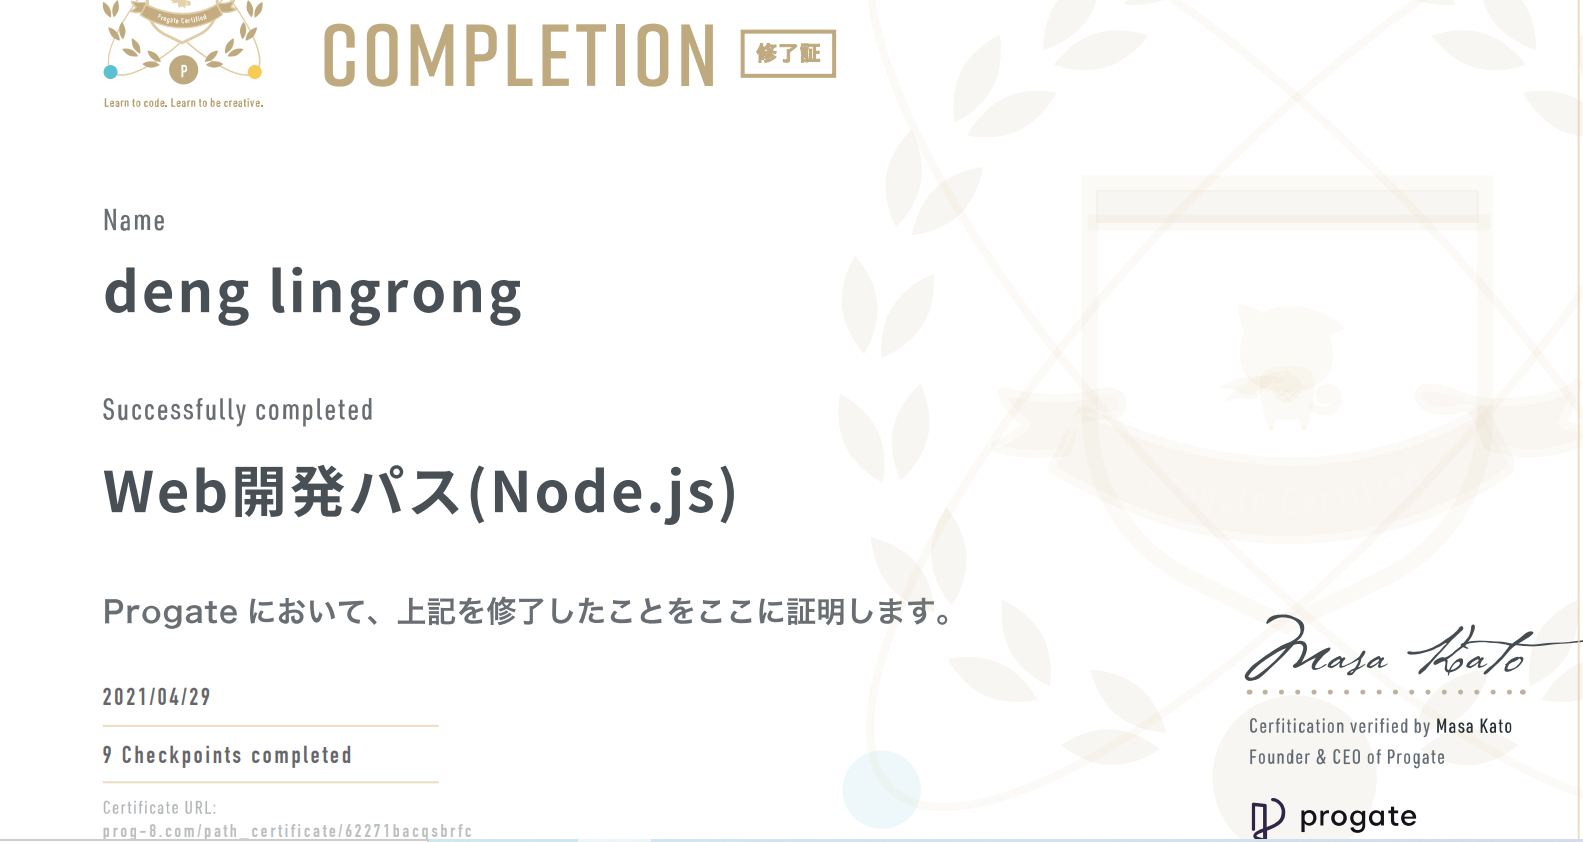 Progate Certified
P
Learn to code. Learn to be creative.
COMPLETION 修了証
Name
deng lingrong
Successfully completed
Web開発パス(Node.js)
Progate において、上記を修了したことをここに証明します。
2021/04/29
9 Checkpoints completed
Certificate URL:
prog-8.com/path_certificate/62271bacqsbrfc
Masa Kato
Cerfitication verified by Masa Kato
Founder & CEO of Progate
progate